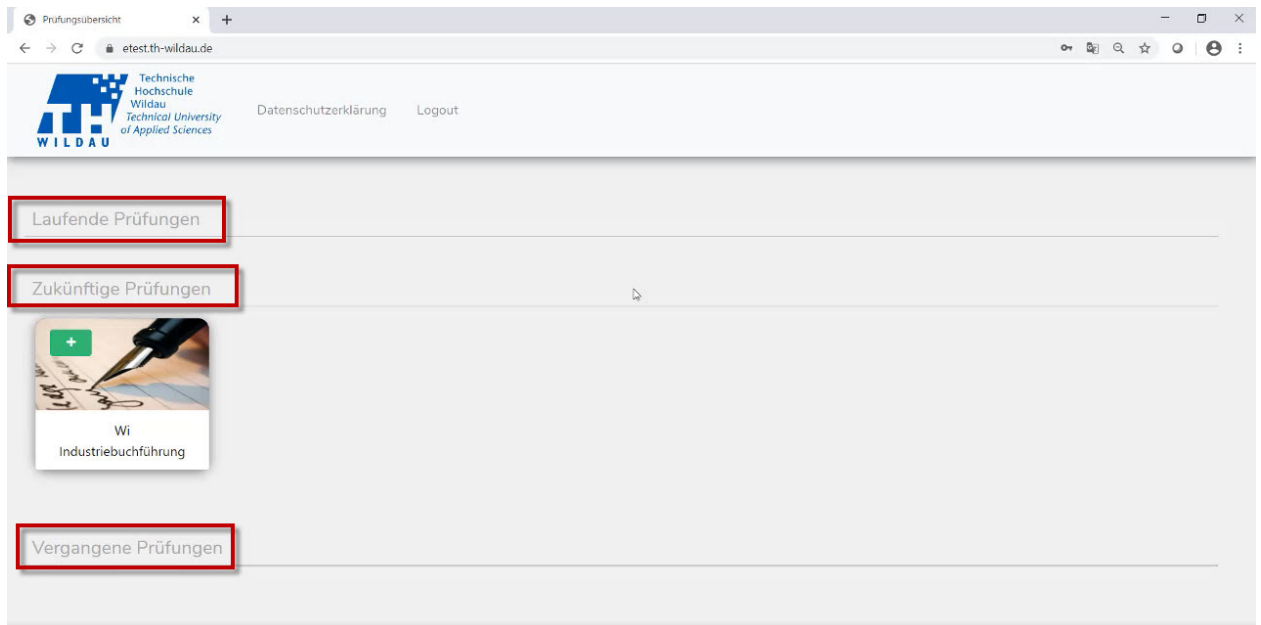 Prüfungsübersicht
etest.th-wildau.de
Technische
Hochschule
Wildau
Technical University
of Applied Sciences
TH
WILDAU
Datenschutzerklärung Logout
Laufende Prüfungen
Zukünftige Prüfungen
+
Wi
Industriebuchführung
Vergangene Prüfungen